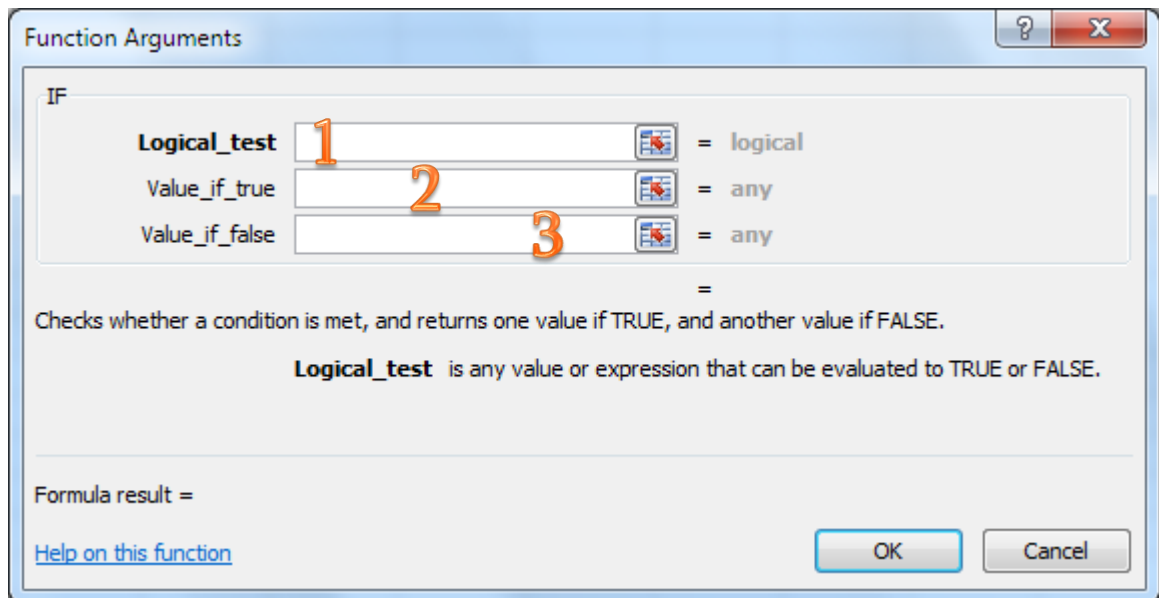 Function Arguments
?
X
IF
Logical_test 1 = logical
Value_if_true 2 = any
Value_if_false 3 = any
=
Checks whether a condition is met, and returns one value if TRUE, and another value if FALSE.
Logical_test is any value or expression that can be evaluated to TRUE or FALSE.
Formula result =
Help on this function
OK
Cancel